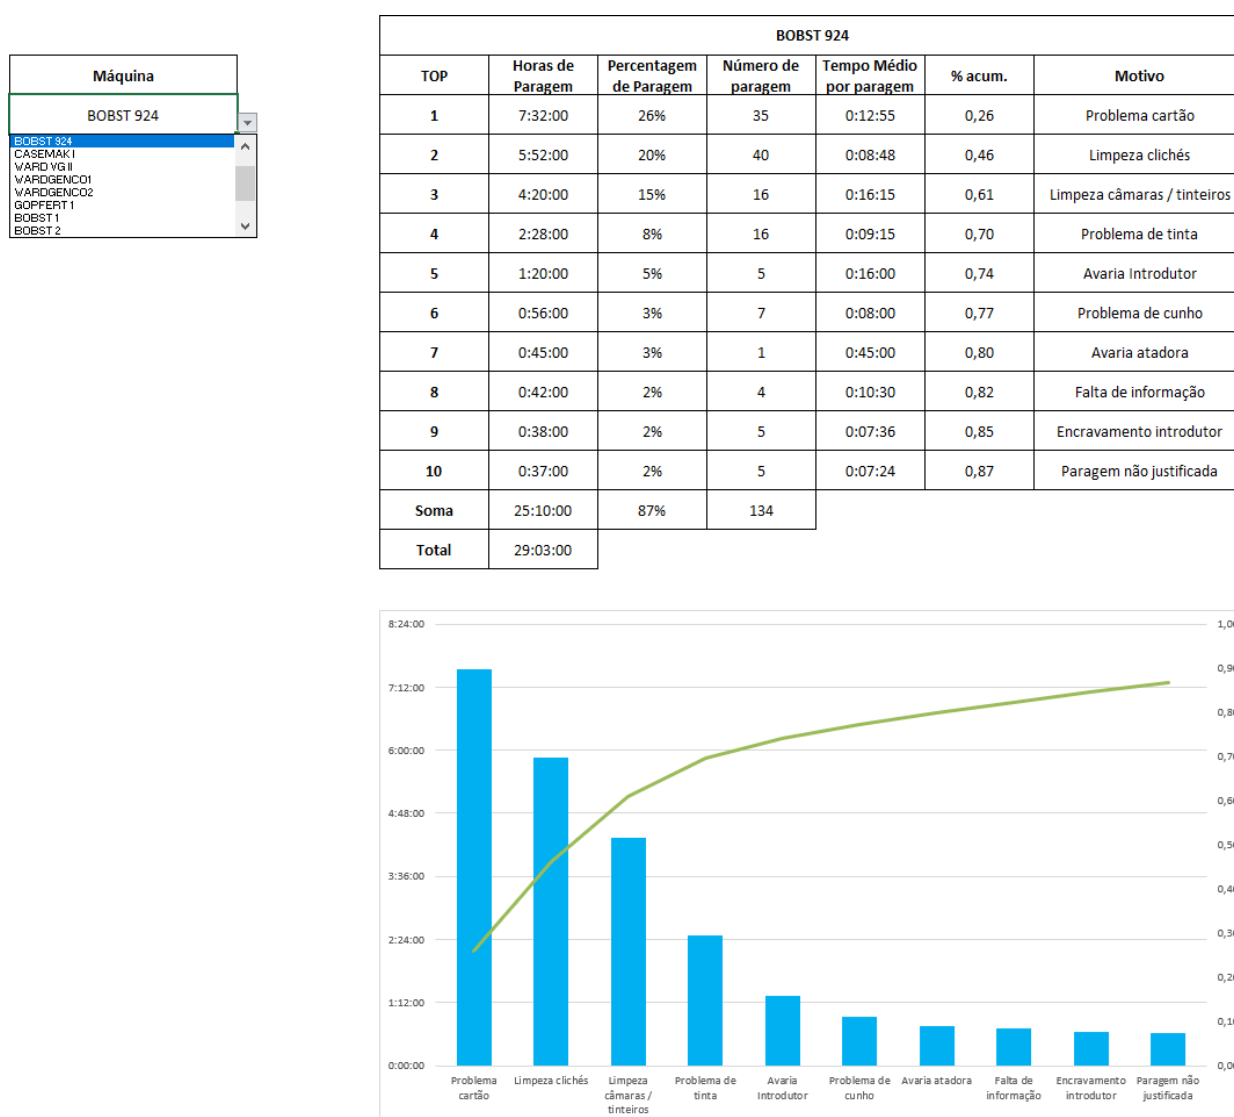 Máquina
BOBST 924
BOBST 924
CASEMAK I
WARD VG II
WARDGENCO1
WARDGENCO2
GOPFERT 1
BOBST 1
BOBST 2
BOBST 924
TOP Horas de Paragem Percentagem de Paragem Número de paragem Tempo Médio por paragem % acum. Motivo
1 7:32:00 26% 35 0:12:55 0,26 Problema cartão
2 5:52:00 20% 40 0:08:48 0,46 Limpeza clichés
3 4:20:00 15% 16 0:16:15 0,61 Limpeza câmaras / tinteiros
4 2:28:00 8% 16 0:09:15 0,70 Problema de tinta
5 1:20:00 5% 5 0:16:00 0,74 Avaria Introdutor
6 0:56:00 3% 7 0:08:00 0,77 Problema de cunho
7 0:45:00 3% 1 0:45:00 0,80 Avaria atadora
8 0:42:00 2% 4 0:10:30 0,82 Falta de informação
9 0:38:00 2% 5 0:07:36 0,85 Encravamento introdutor
10 0:37:00 2% 5 0:07:24 0,87 Paragem não justificada
Soma 25:10:00 87% 134
Total 29:03:00
8:24:00
7:12:00
6:00:00
4:48:00
3:36:00
2:24:00
1:12:00
0:00:00
Problema cartão
Limpeza clichés
Limpeza câmaras / tinteiros
Problema de tinta
Avaria Introdutor
Problema de cunho
Avaria atadora
Falta de informação
Encravamento introdutor
Paragem não justificada